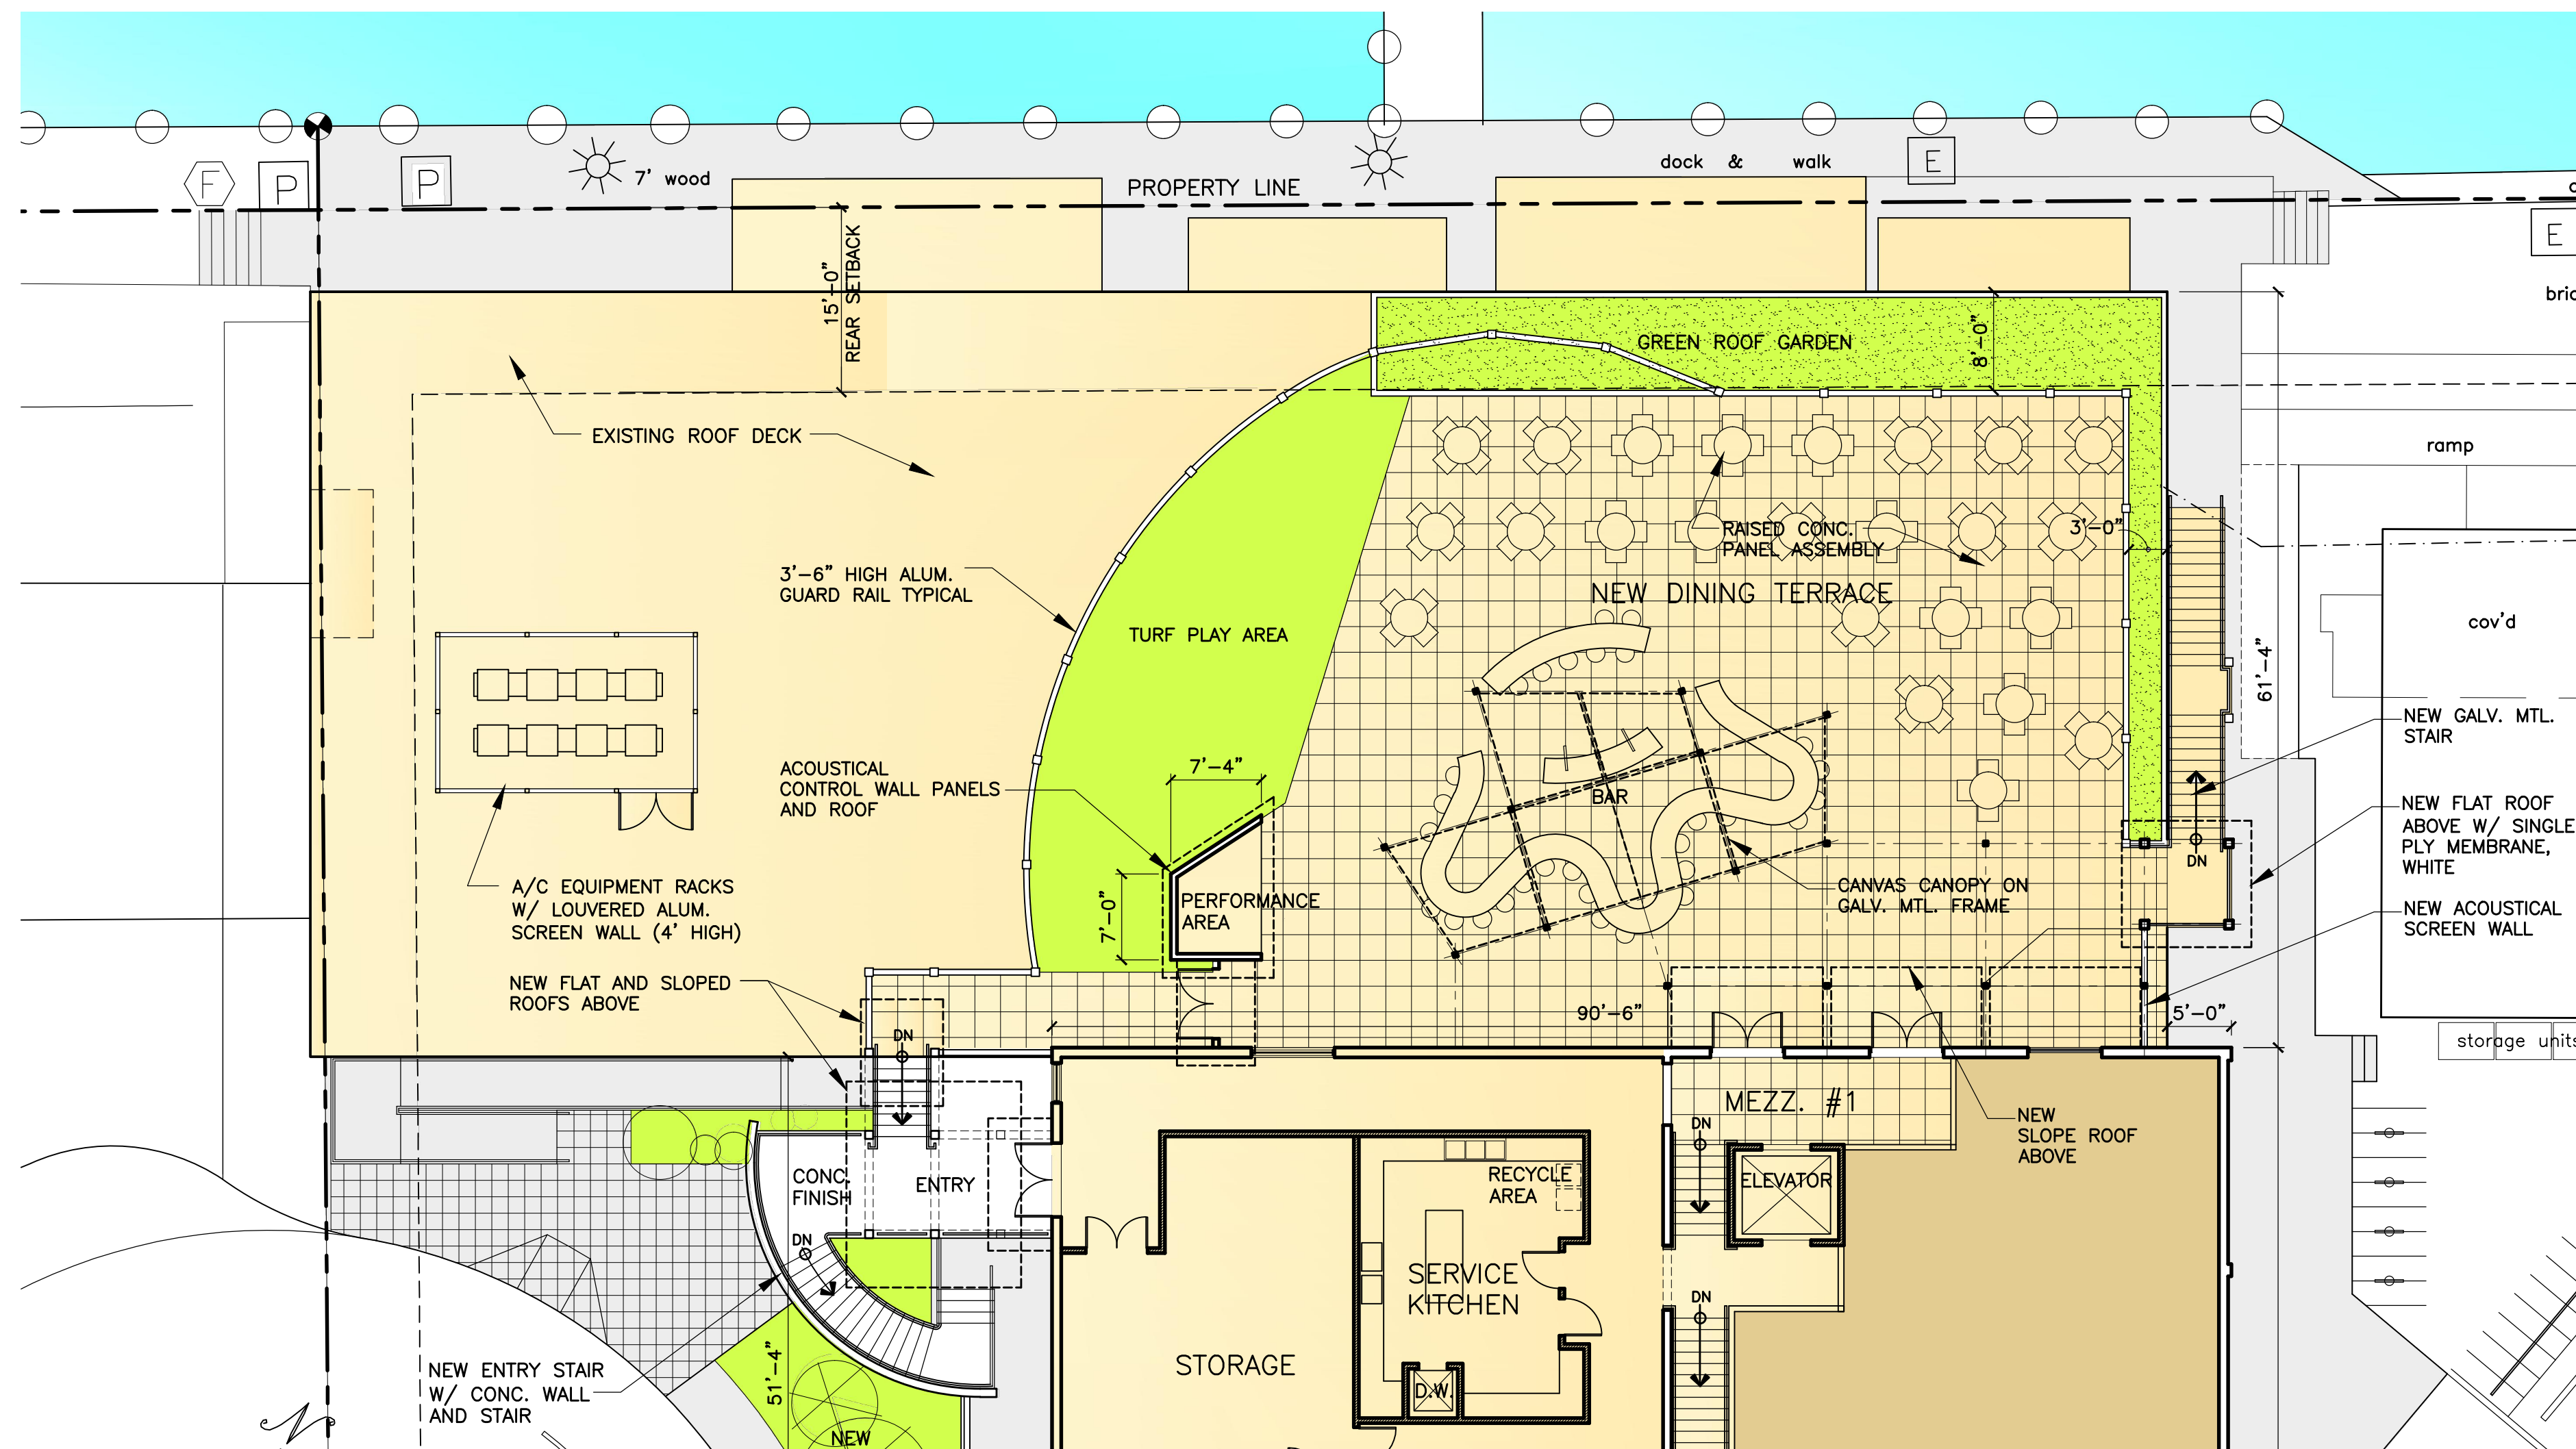 dock & walk
E
F
P
P
7' wood
PROPERTY LINE
E
15'-0"
REAR SETBACK
GREEN ROOF GARDEN
8'-0"
EXISTING ROOF DECK
ramp
RAISED CONC.
PANEL ASSEMBLY
3'-0"
3'-6" HIGH ALUM.
GUARD RAIL TYPICAL
NEW DINING TERRACE
cov'd
TURF PLAY AREA
61'-4"
NEW GALV. MTL.
STAIR
ACOUSTICAL
CONTROL WALL PANELS
AND ROOF
7'-4"
BAR
NEW FLAT ROOF
ABOVE W/ SINGLE
PLY MEMBRANE,
WHITE
DN
A/C EQUIPMENT RACKS
W/ LOUVERED ALUM.
SCREEN WALL (4' HIGH)
7'-0"
PERFORMANCE
AREA
CANVAS CANOPY ON
GALV. MTL. FRAME
NEW ACOUSTICAL
SCREEN WALL
NEW FLAT AND SLOPED
ROOFS ABOVE
90'-6"
5'-0"
DN
storage units
MEZZ. #1
NEW
SLOPE ROOF
ABOVE
DN
CONC.
FINISH
ENTRY
RECYCLE
AREA
ELEVATOR
DN
SERVICE
KITCHEN
DN
51'-4"
NEW ENTRY STAIR
W/ CONC. WALL
AND STAIR
STORAGE
D.W.
N
NEW